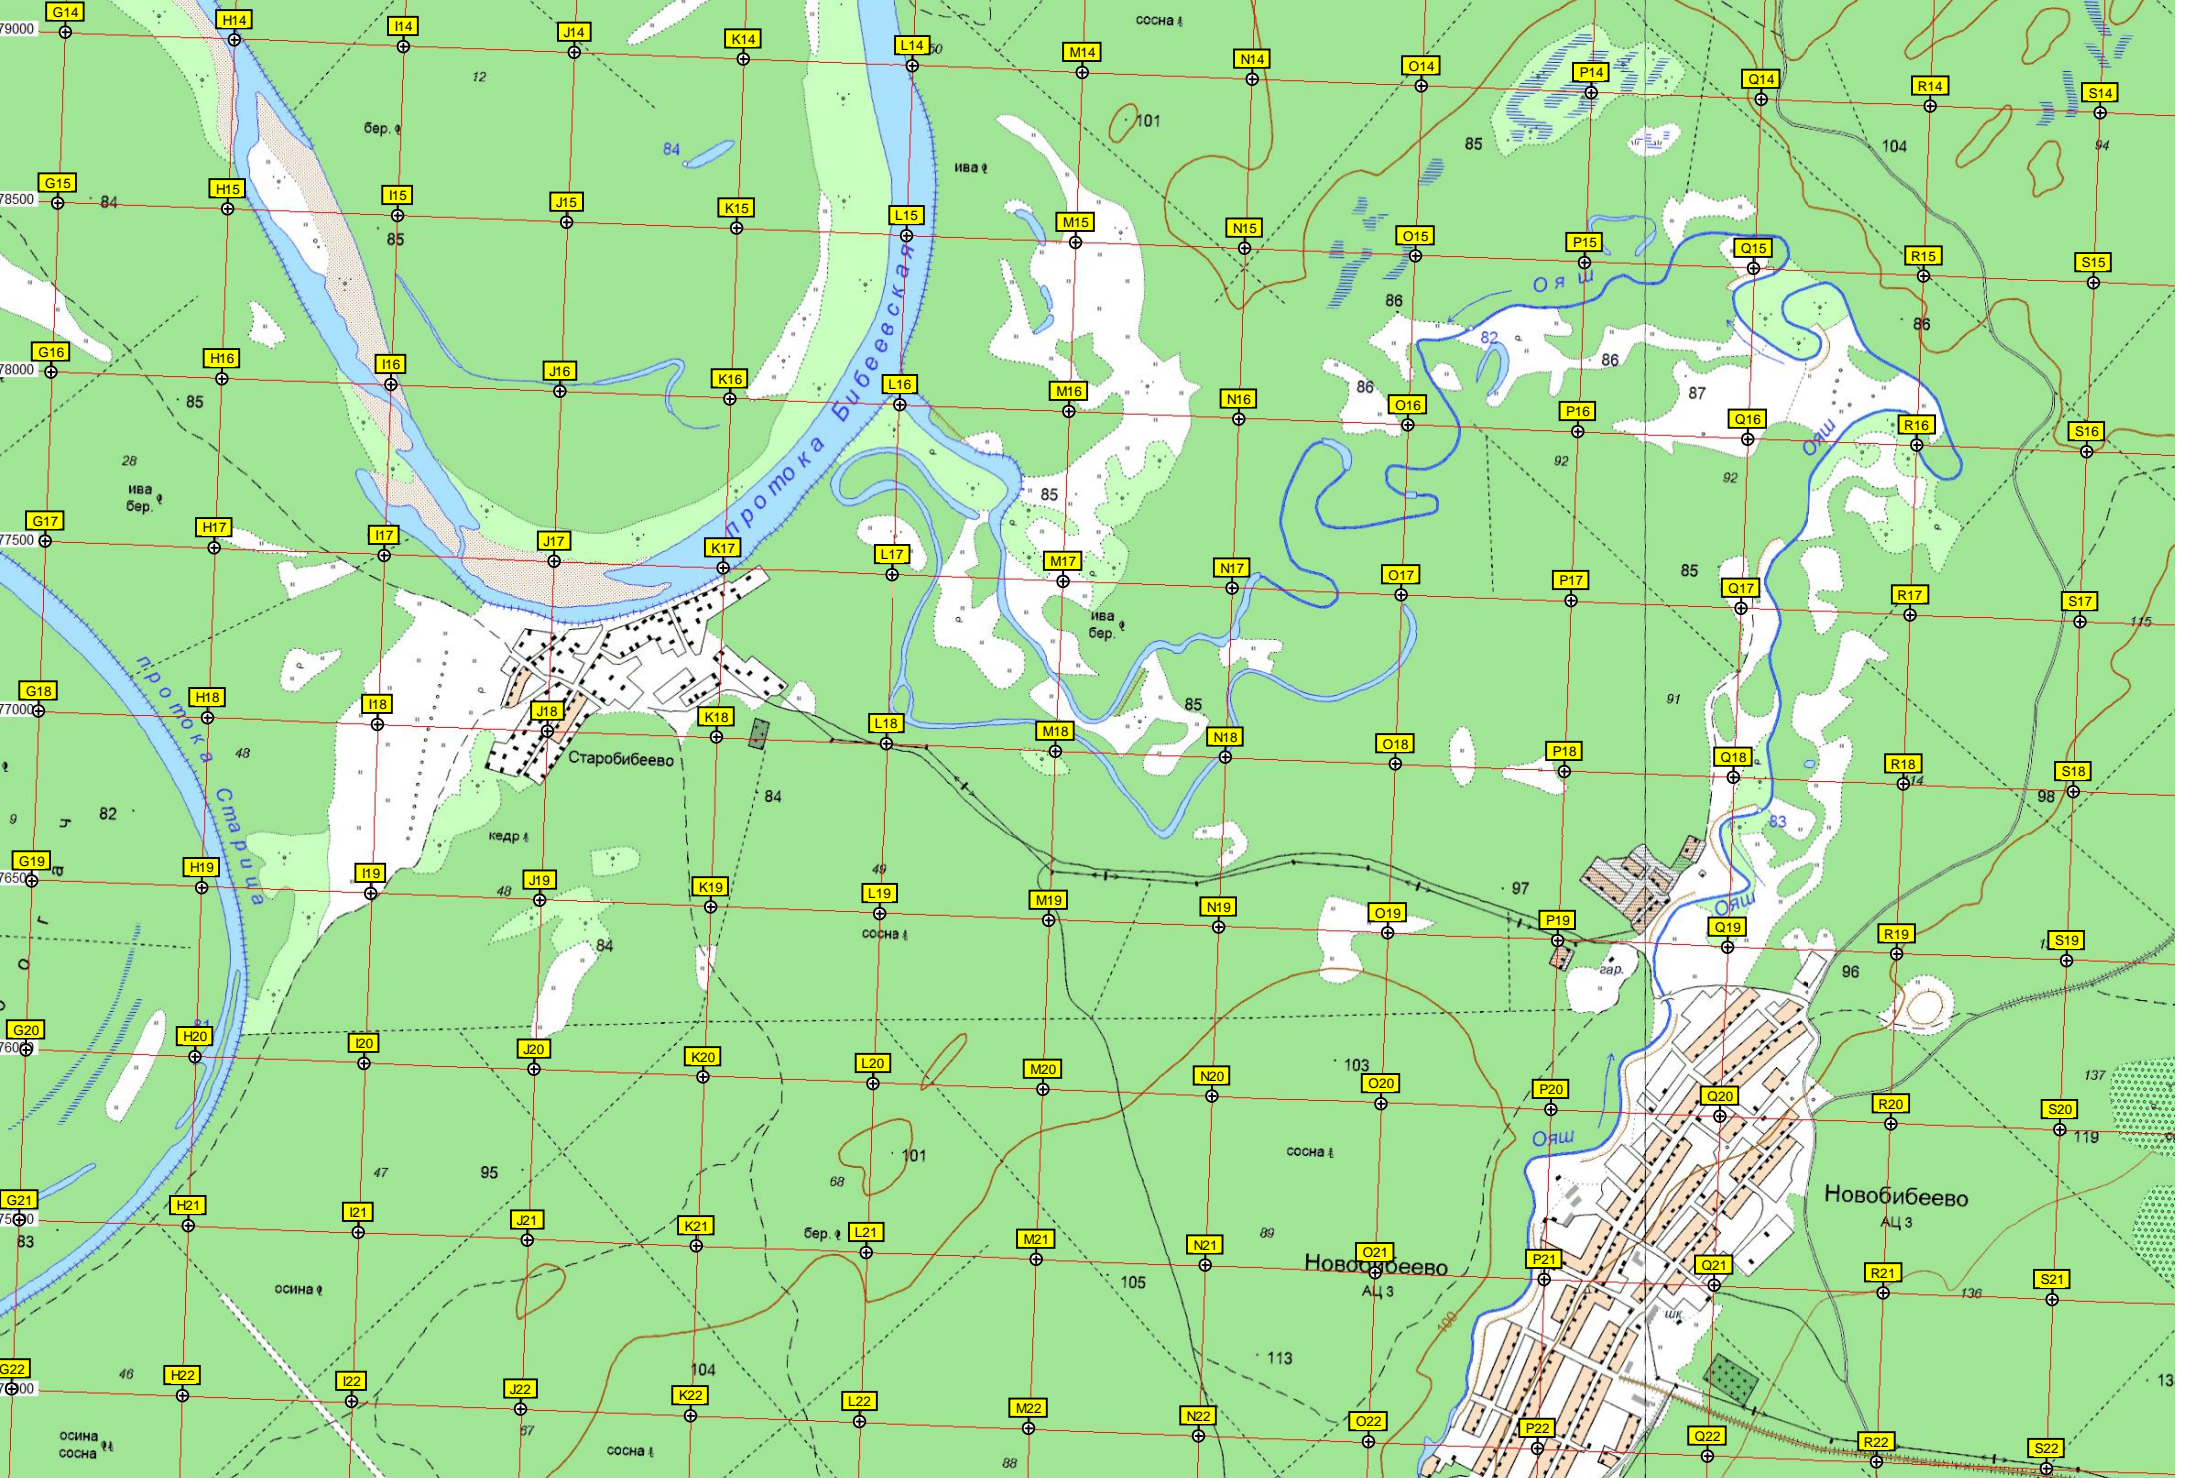 G14
H14
I14
J14
K14
L14
50
M14
сосна
N14
O14
P14
Q14
R14
S14
79000
12
бер.
84
101
85
104
94
ива
G15
H15
I15
J15
K15
L15
M15
N15
O15
P15
Q15
R15
S15
78500
84
85
86
Ояш
82
86
86
86
87
G16
H16
I16
J16
K16
L16
M16
N16
O16
P16
Q16
R16
S16
78000
85
протока Бибеевская
Ояш
28
ива
бер.
85
92
92
G17
H17
I17
J17
K17
L17
M17
N17
O17
P17
Q17
R17
S17
77500
85
115
ива
бер.
протока Старица
91
85
G18
H18
I18
J18
K18
L18
M18
N18
O18
P18
Q18
R18
S18
77000
48
Старобибеево
84
14
98
82
9
83
кедр
G19
H19
I19
J19
K19
L19
M19
N19
O19
P19
Q19
R19
S19
48
49
97
Ояш
84
сосна
гар.
96
G20
H20
I20
J20
K20
L20
M20
N20
O20
P20
Q20
R20
S20
81
103
137
Ояш
119
сосна
101
95
47
68
G21
H21
I21
J21
K21
L21
M21
N21
O21
P21
Q21
R21
S21
83
бер.
89
Новобибеево
АЦ 3
Новобибеево
АЦ 3
осина
105
136
шк.
100
113
104
G22
H22
I22
J22
K22
L22
M22
N22
O22
P22
Q22
R22
S22
46
67
осина
сосна
сосна
88